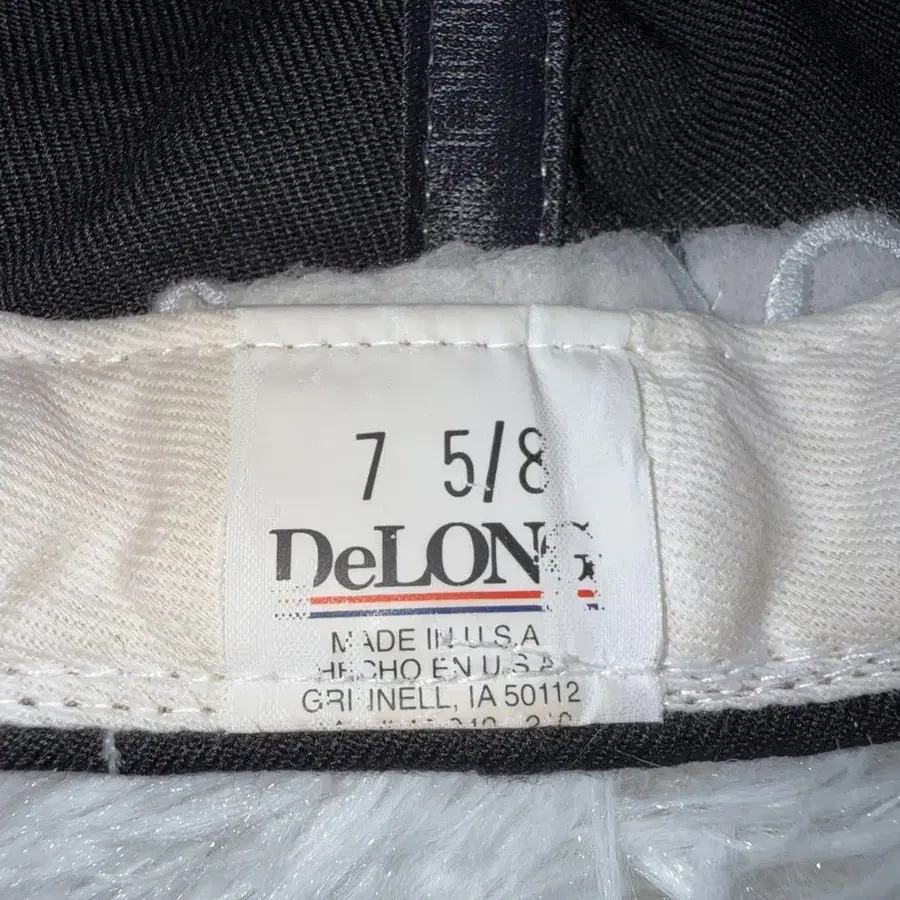 7 5/8
DeLONG
MADE IN U.S.A
HECHO EN U.S.A
GRINNELL, IA 50112